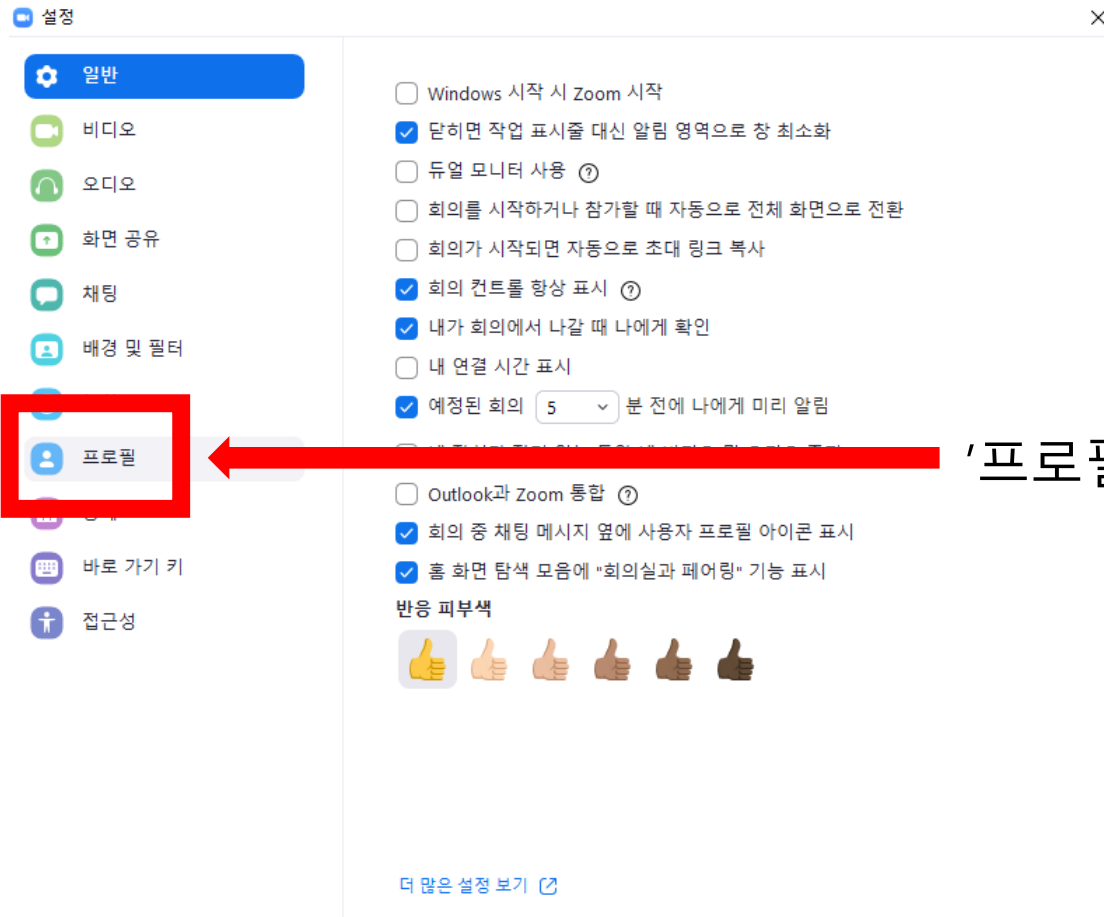 설정
일반
비디오
오디오
화면 공유
채팅
배경 및 필터
프로필
바로 가기 키
접근성
Windows 시작 시 Zoom 시작
닫히면 작업 표시줄 대신 알림 영역으로 창 최소화
듀얼 모니터 사용
회의를 시작하거나 참가할 때 자동으로 전체 화면으로 전환
회의가 시작되면 자동으로 초대 링크 복사
회의 컨트롤 항상 표시
내가 회의에서 나갈 때 나에게 확인
내 연결 시간 표시
예정된 회의 5 분 전에 나에게 미리 알림
'프로필
Outlook과 Zoom 통합
회의 중 채팅 메시지 옆에 사용자 프로필 아이콘 표시
홈 화면 탐색 모음에 "회의실과 페어링" 기능 표시
반응 피부색
더 많은 설정 보기